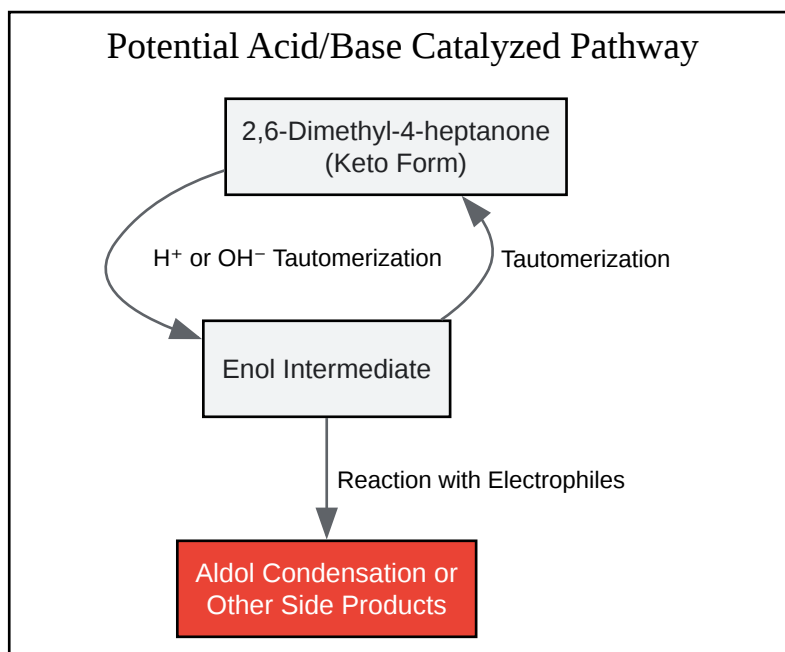 Potential Acid/Base Catalyzed Pathway
2,6-Dimethyl-4-heptanone
(Keto Form)
H⁺ or OH⁻ Tautomerization
Tautomerization
Enol Intermediate
Reaction with Electrophiles
Aldol Condensation or
Other Side Products